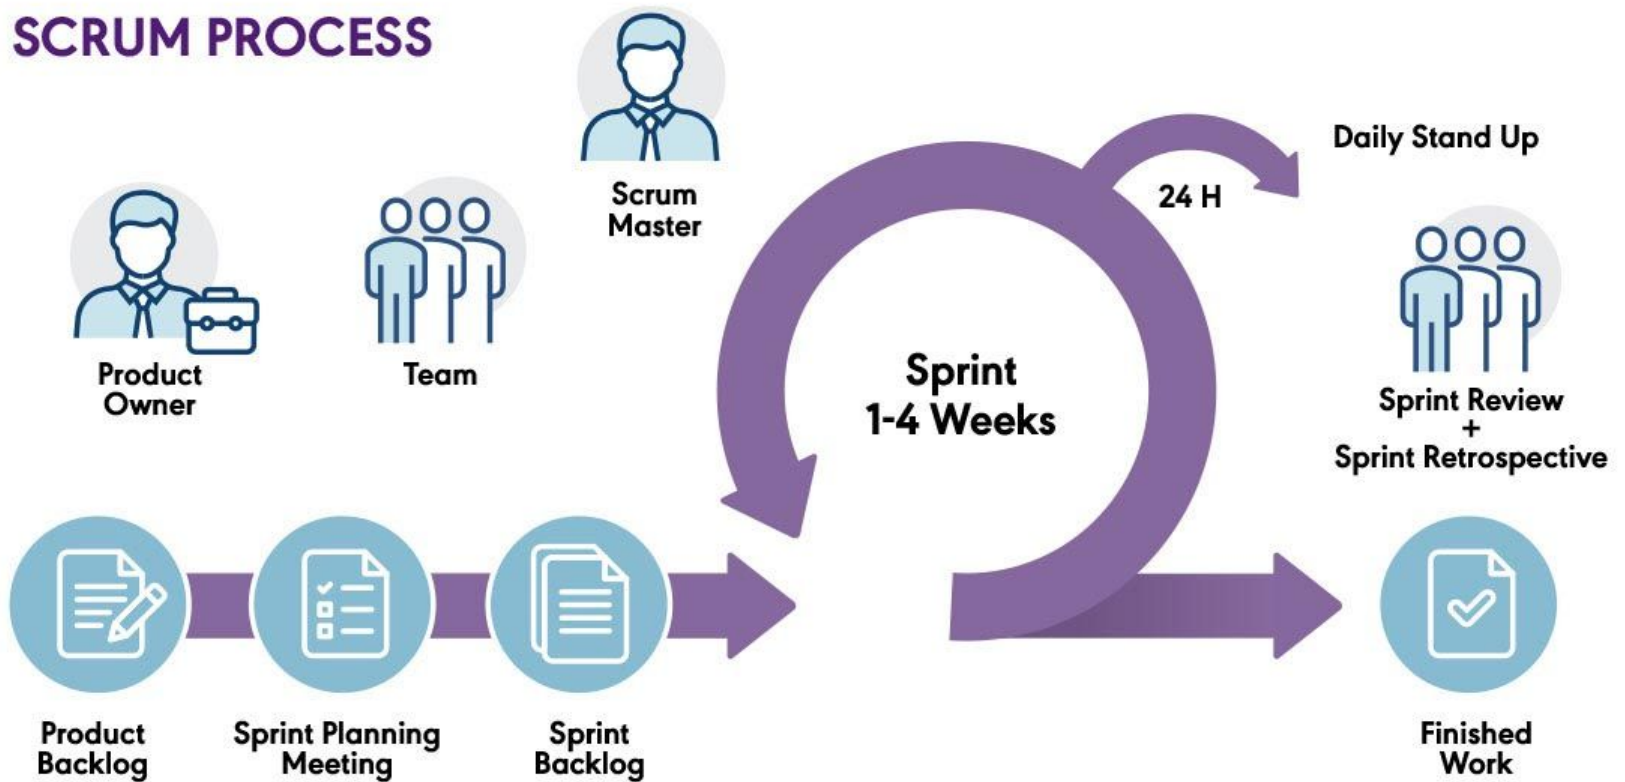 SCRUM PROCESS
Scrum
Master
Product
Owner
Team
Daily Stand Up
24 H
Sprint
1-4 Weeks
Sprint Review
+
Sprint Retrospective
Product
Backlog
Sprint Planning
Meeting
Sprint
Backlog
Finished
Work